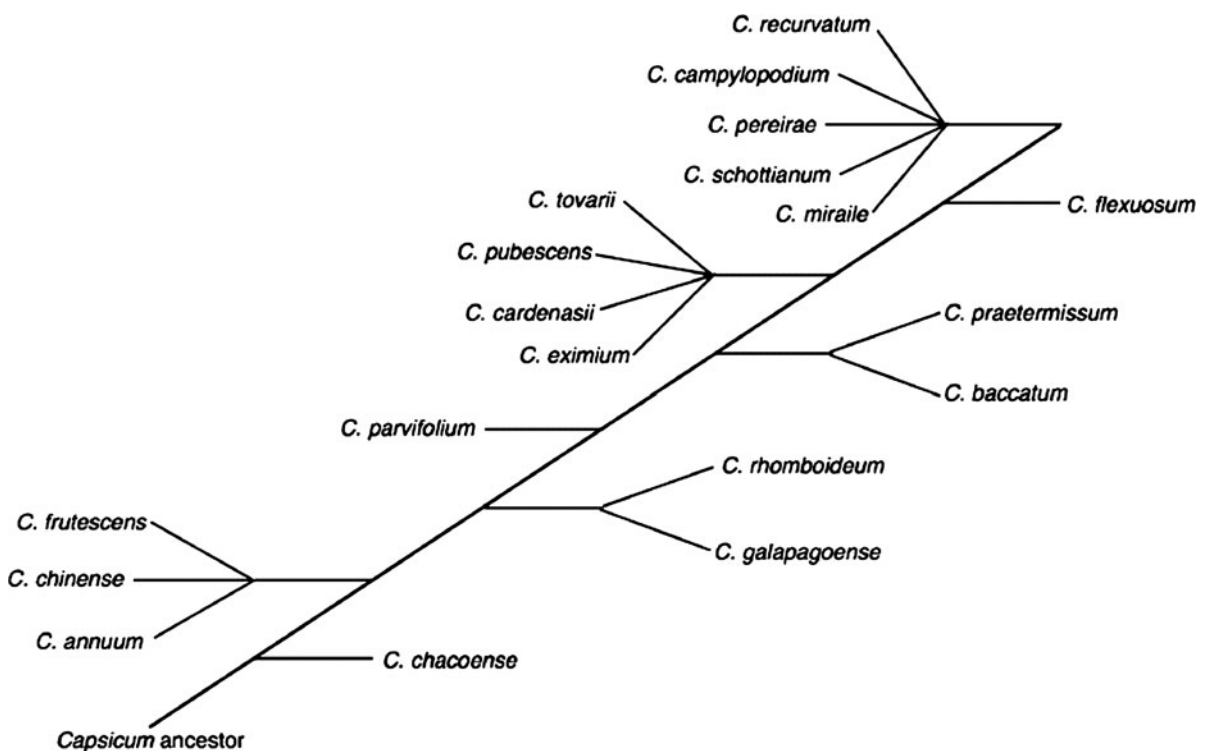 C. recurvatum
C. campylopodium
C. pereirae
C. schottianum
C. miraile
C. flexuosum
C. tovarii
C. pubescens
C. cardenasii
C. eximium
C. praetermissum
C. baccatum
C. parvifolium
C. rhomboideum
C. galapagoense
C. frutescens
C. chinense
C. annuum
C. chacoense
Capsicum ancestor